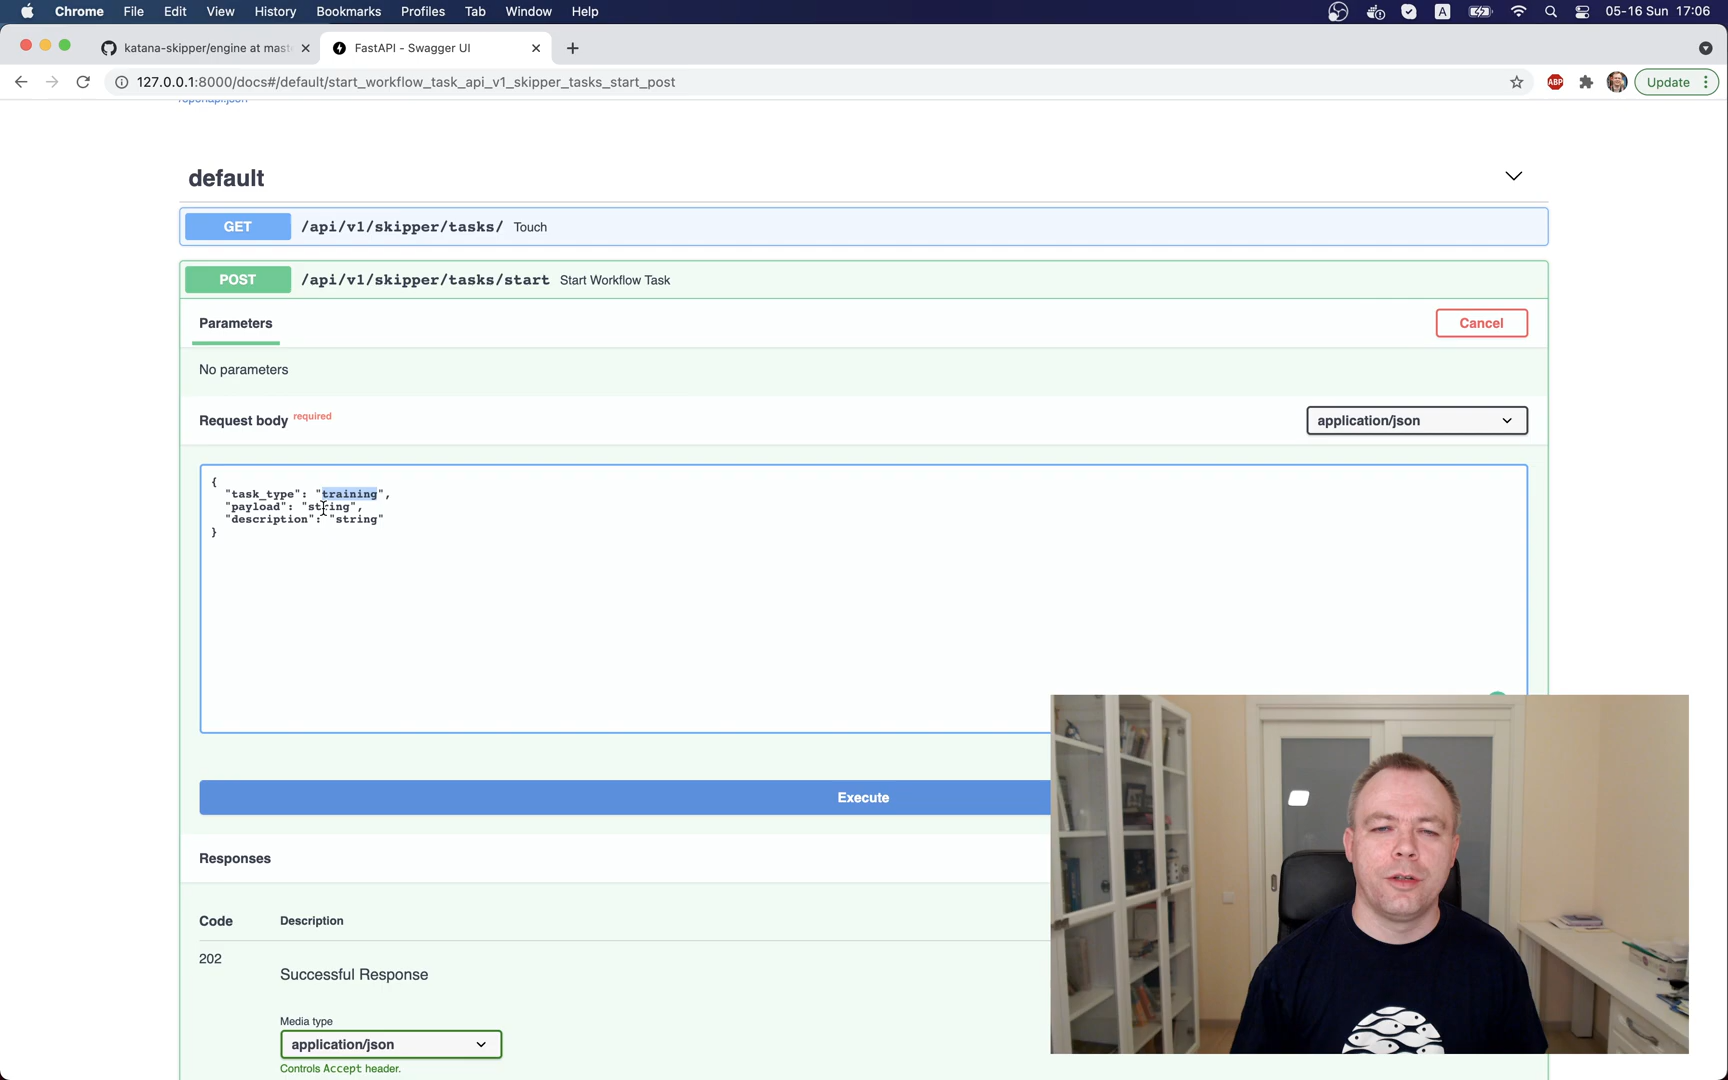 Chrome File Edit View History Bookmarks Profiles Tab Window Help A 05-16 Sun 17:06
katana-skipper/engine at mast FastAPI - Swagger UI
127.0.0.1:8000/docs#/default/start_workflow_task_api_v1_skipper_tasks_start_post ABP Update
/openapi.json
default
GET /api/v1/skipper/tasks/ Touch
POST /api/v1/skipper/tasks/start Start Workflow Task
Parameters Cancel
No parameters
Request body required application/json
{
"task_type": "training",
"payload": "string",
"description": "string"
}
Execute
Responses
Code Description
202
Successful Response
Media type
application/json
Controls Accept header.